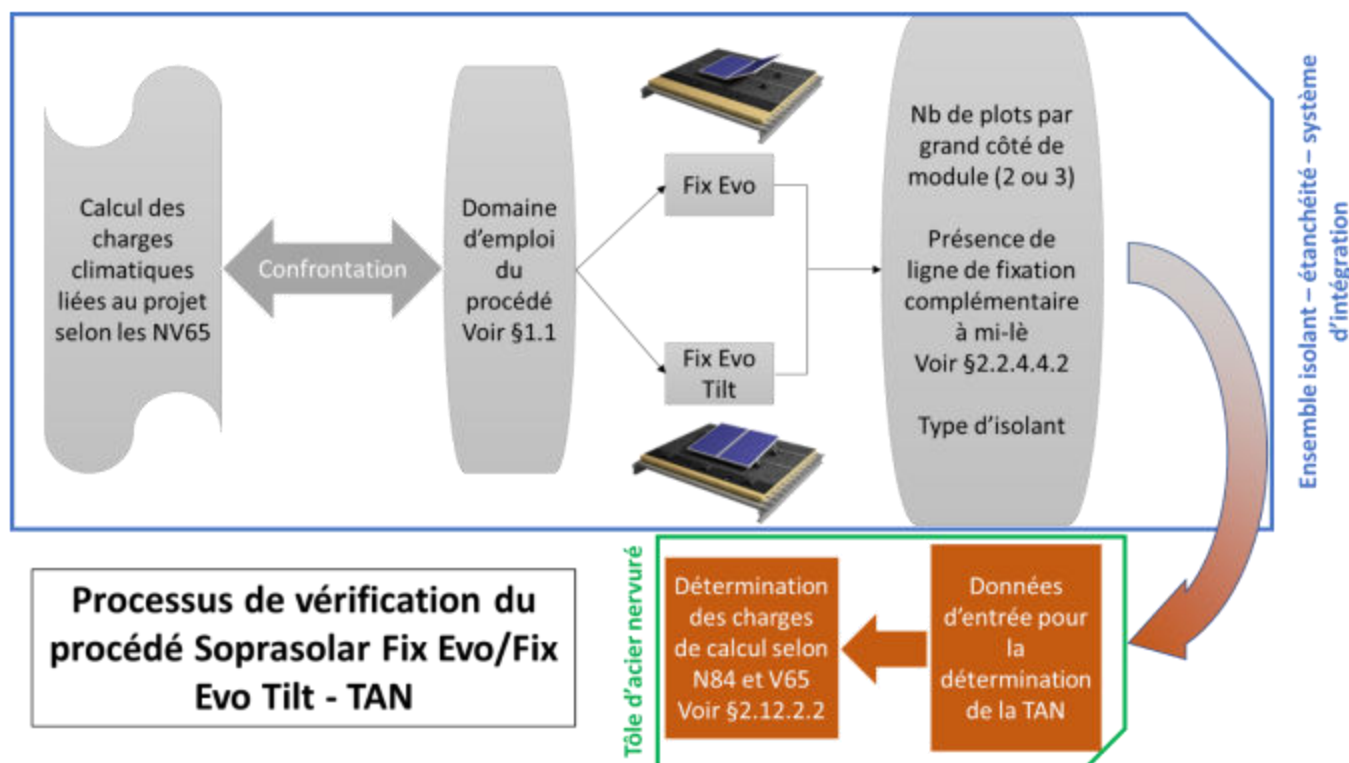 Calcul des
charges
climatiques
liées au projet
selon les NV65
Confrontation
Domaine
d'emploi
du
procédé
Voir §1.1
Fix Evo
Fix Evo
Tilt
Nb de plots par
grand côté de
module (2 ou 3)
Présence de
ligne de fixation
complémentaire
à mi-lè
Voir §2.2.4.4.2
Type d'isolant
Ensemble isolant – étanchéité – système
d'intégration
Processus de vérification du
procédé Soprasolar Fix Evo/Fix
Evo Tilt - TAN
Tôle d'acier nervuré
Détermination
des charges
de calcul selon
N84 et V65
Voir §2.12.2.2
Données
d'entrée pour
la
détermination
de la TAN